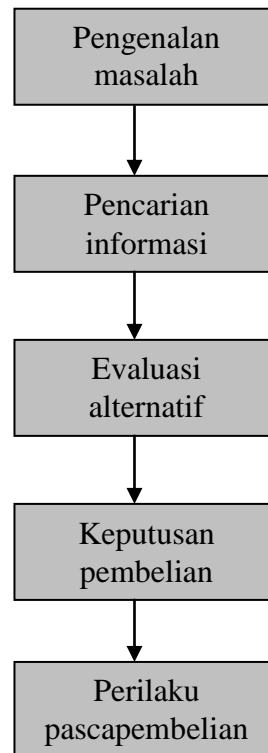 Pengenalan
masalah
Pencarian
informasi
Evaluasi
alternatif
Keputusan
pembelian
Perilaku
pascapembelian